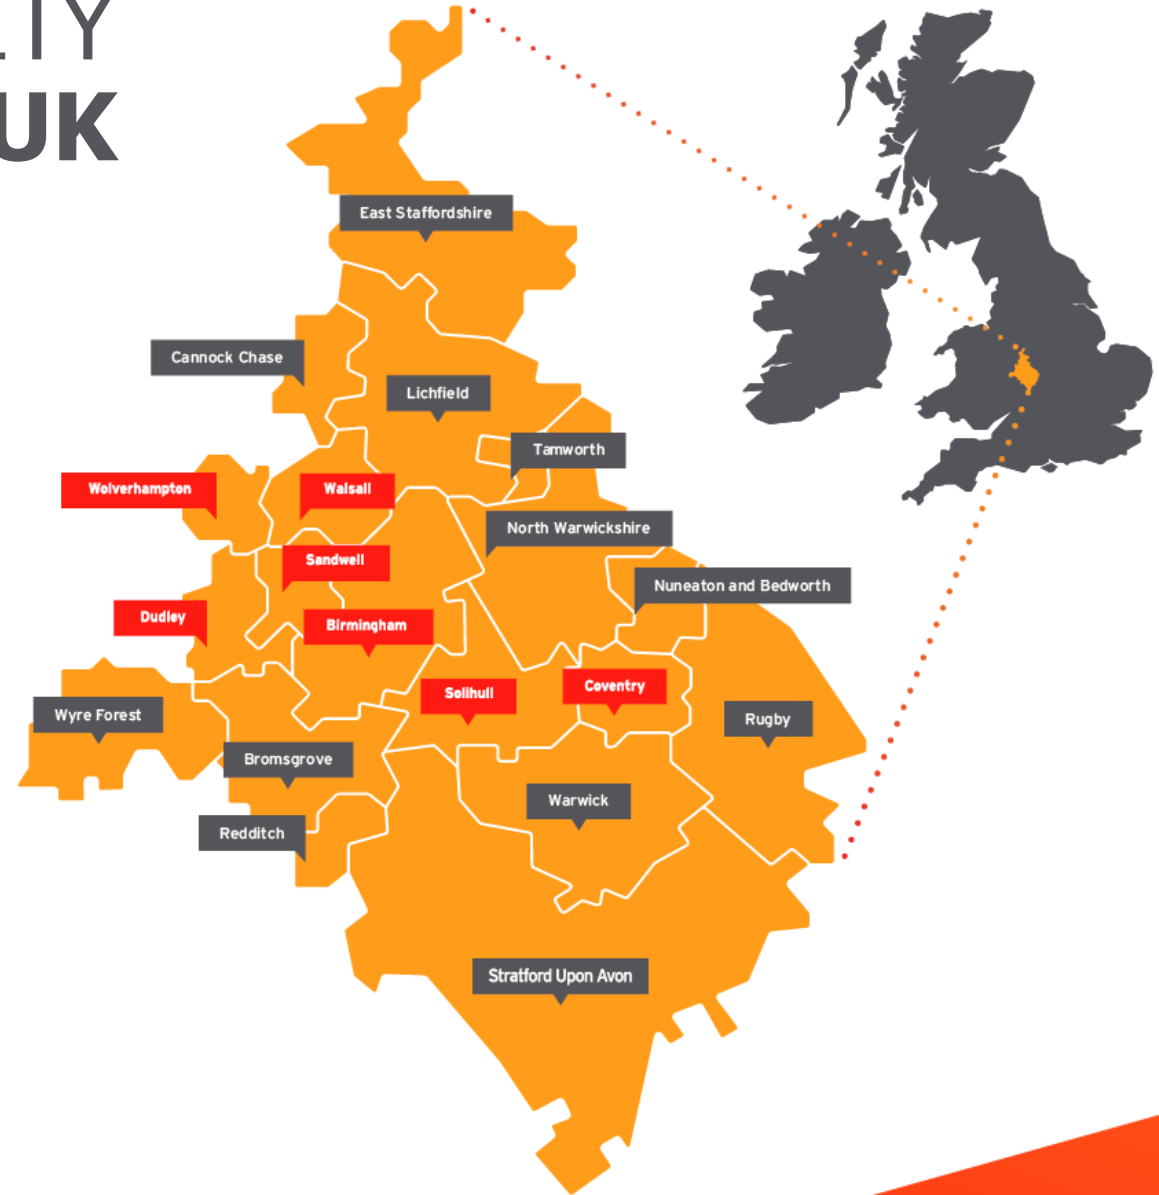 UK
East Staffordshire
Cannock Chase
Lichfield
Tamworth
Wolverhampton
Walsall
North Warwickshire
Sandwell
Nuneaton and Bedworth
Dudley
Birmingham
Solihull
Coventry
Wyre Forest
Rugby
Bromsgrove
Warwick
Redditch
Stratford Upon Avon